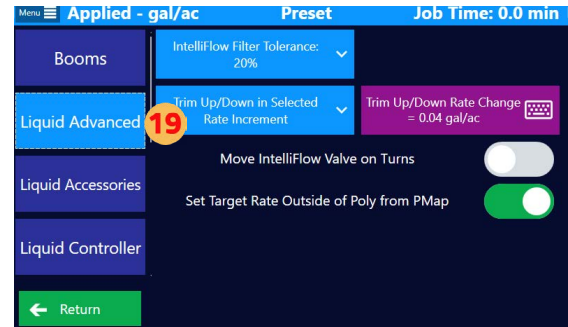 Menu Applied - gal/ac Preset Job Time: 0.0 min
Booms
IntelliFlow Filter Tolerance:
20%
Liquid Advanced
19
Trim Up/Down in Selected
Rate Increment
Trim Up/Down Rate Change
= 0.04 gal/ac
Move IntelliFlow Valve on Turns
Liquid Accessories
Set Target Rate Outside of Poly from PMap
Liquid Controller
Return